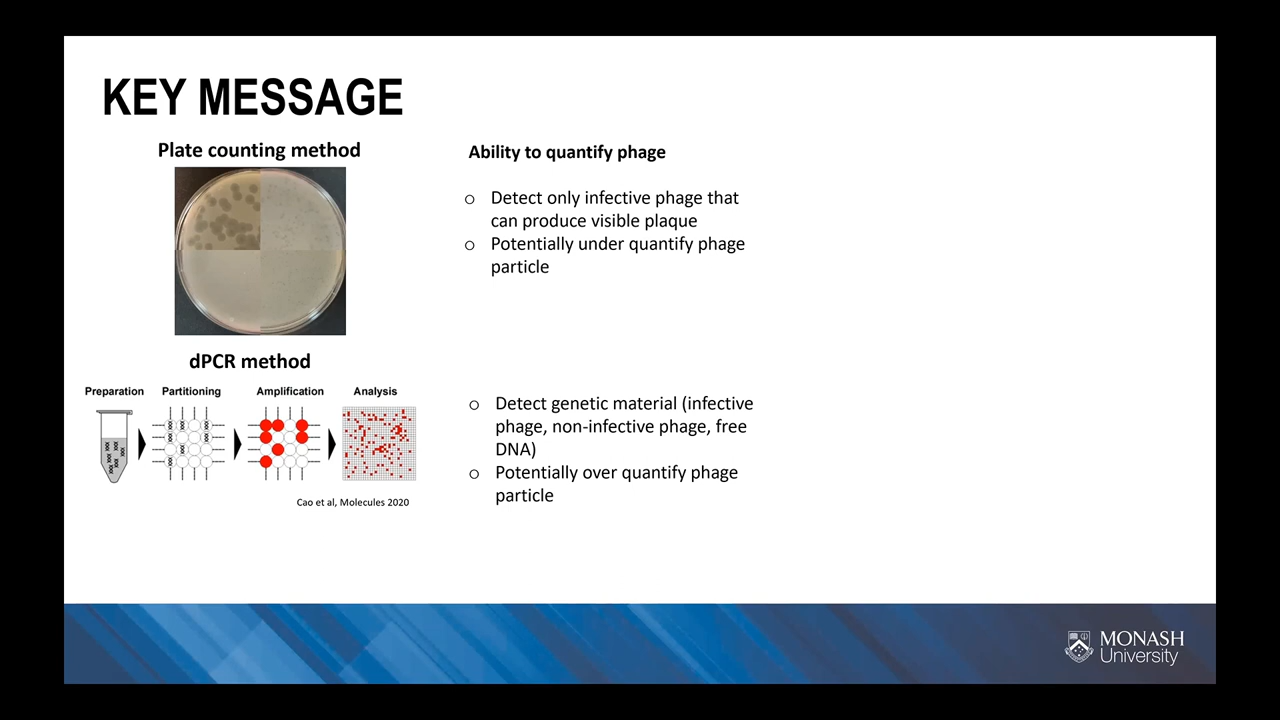 KEY MESSAGE
Plate counting method
Ability to quantify phage
o Detect only infective phage that
can produce visible plaque
o Potentially under quantify phage
particle
dPCR method
Preparation Partitioning Amplification Analysis
o Detect genetic material (infective
phage, non-infective phage, free
DNA)
o Potentially over quantify phage
particle
Cao et al, Molecules 2020
MONASH
University